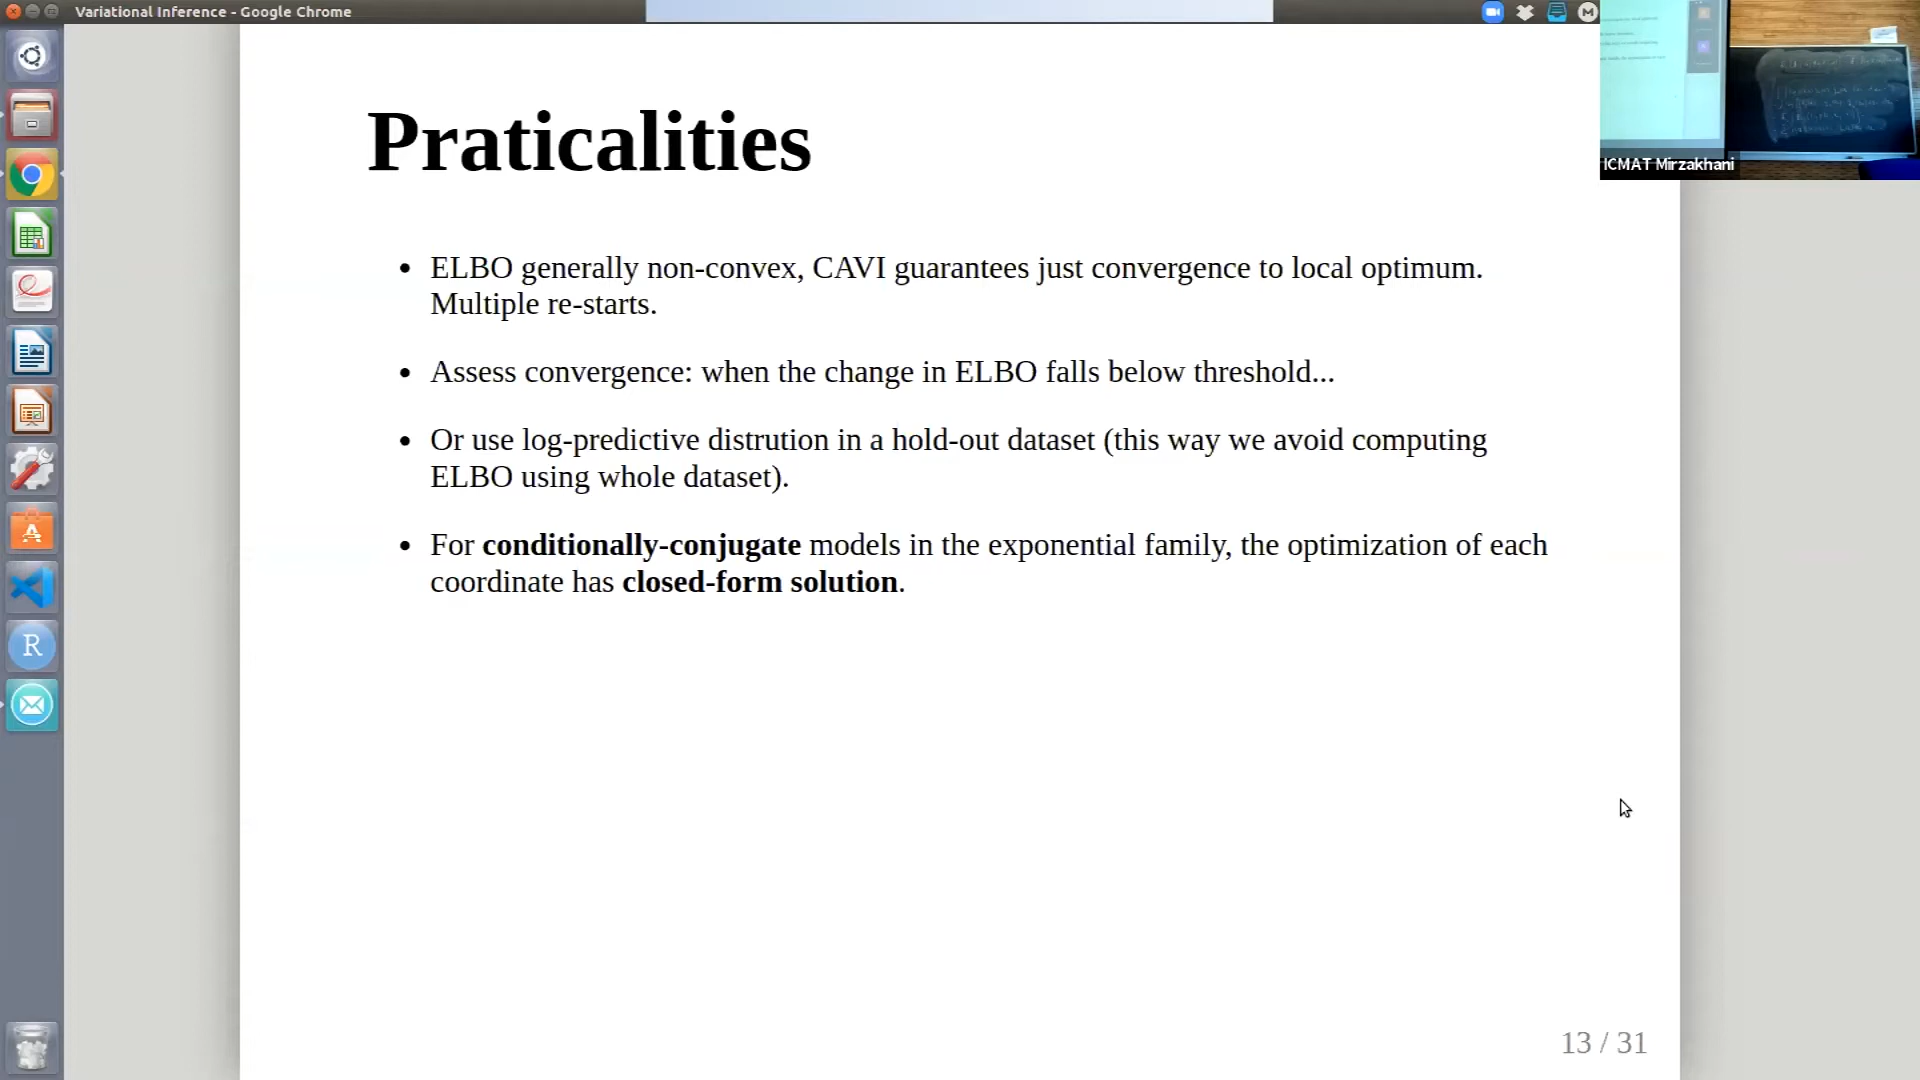 Variational Inference - Google Chrome
Praticalities
ICMAT Mirzakhani
• ELBO generally non-convex, CAVI guarantees just convergence to local optimum.
Multiple re-starts.
• Assess convergence: when the change in ELBO falls below threshold...
• Or use log-predictive distrution in a hold-out dataset (this way we avoid computing
ELBO using whole dataset).
• For conditionally-conjugate models in the exponential family, the optimization of each
coordinate has closed-form solution.
R
13 / 31